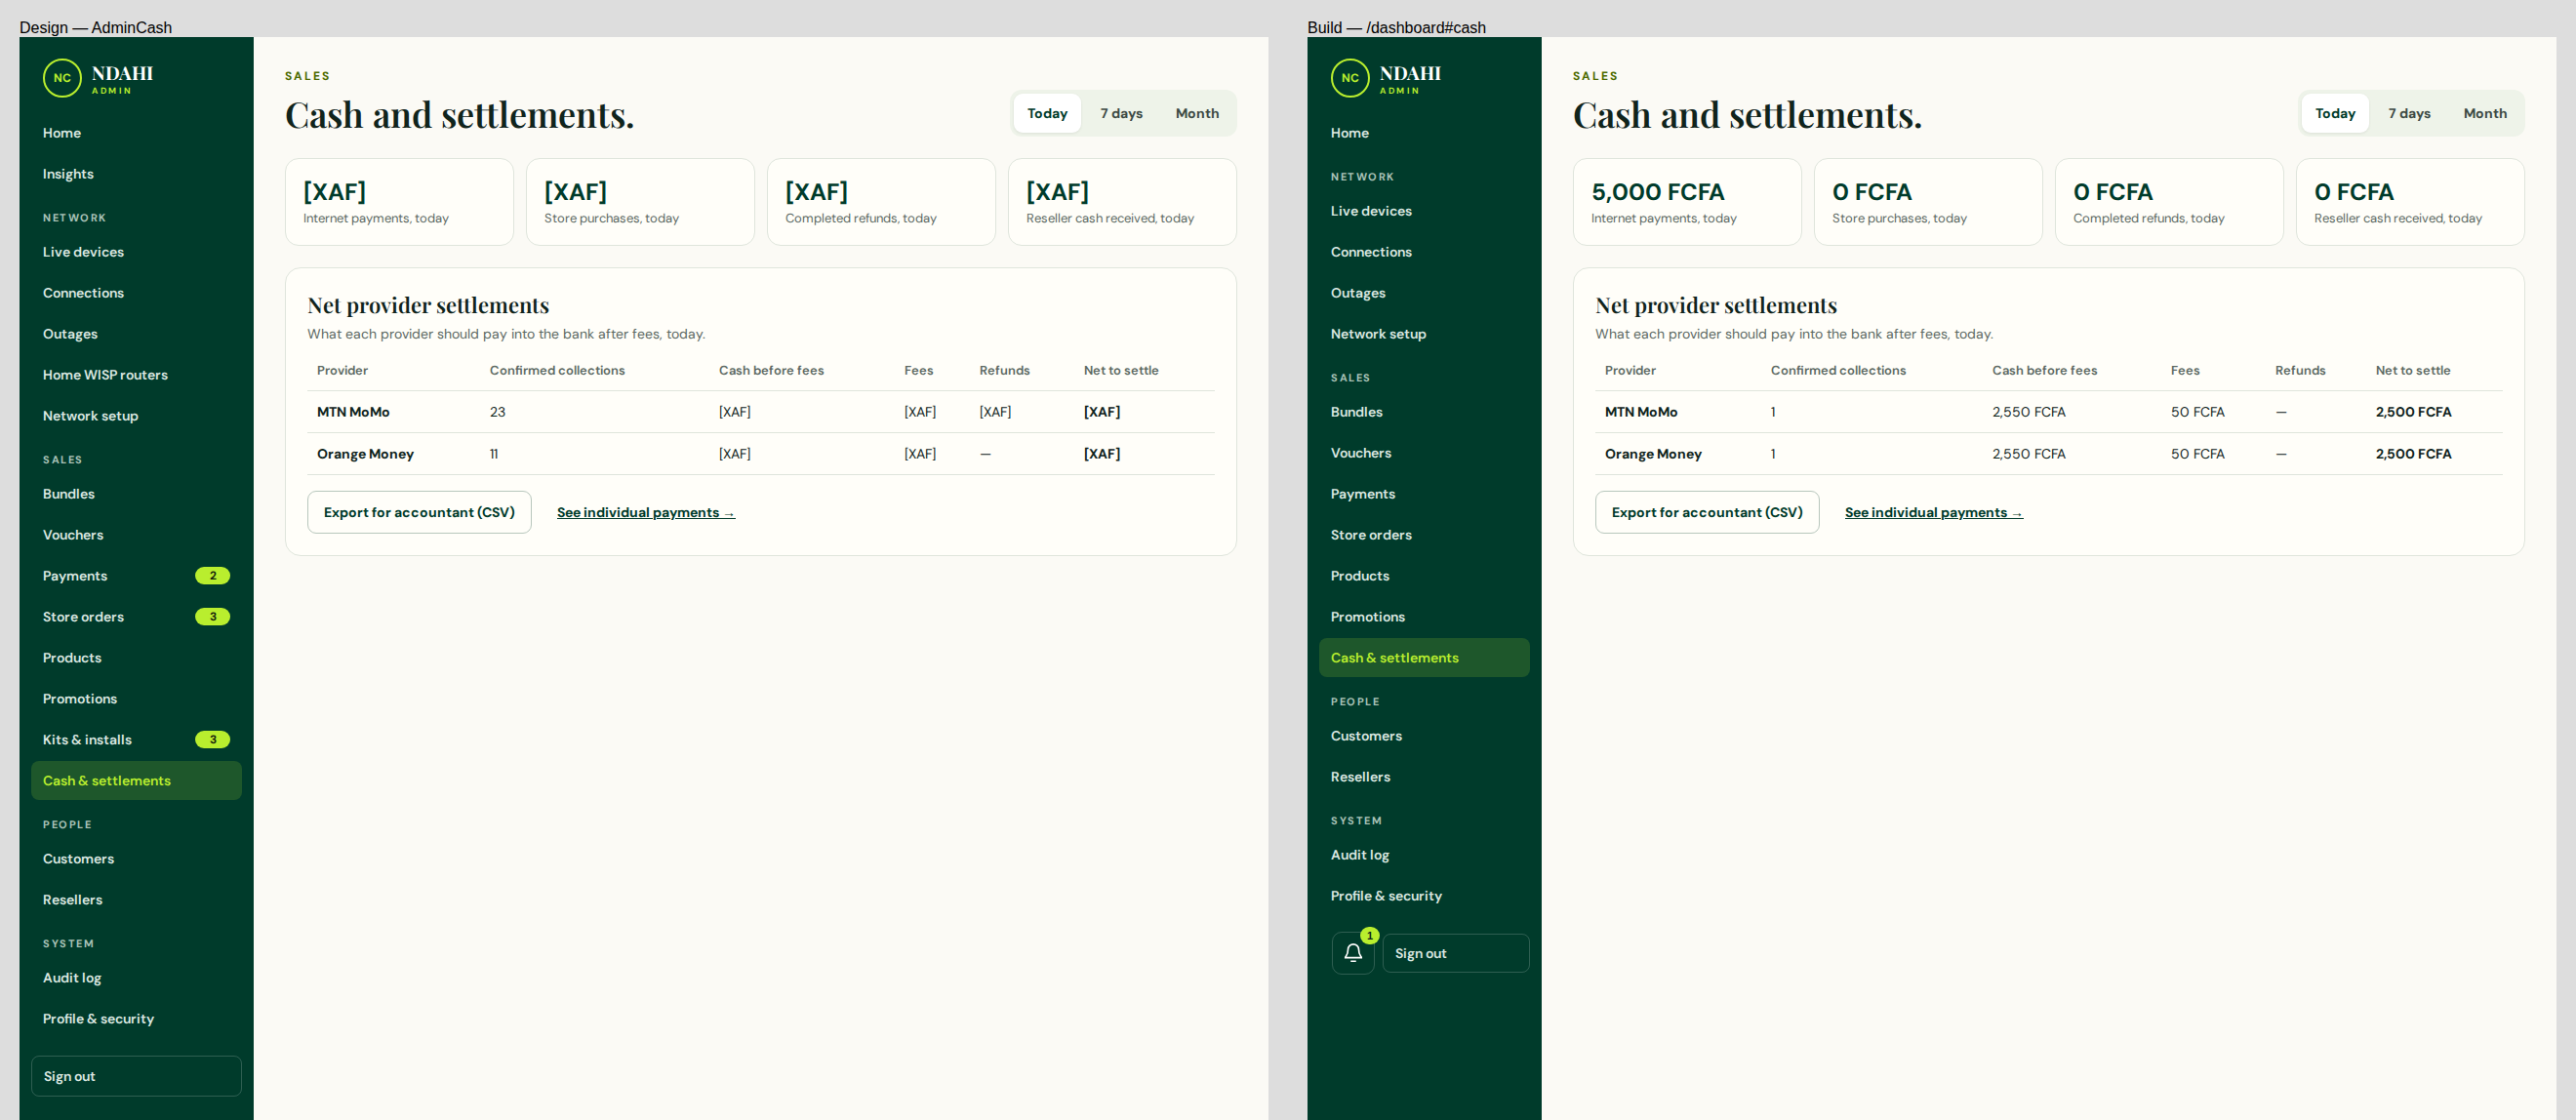 Design — AdminCash
NC
NDAHI
ADMIN
Home
Insights
NETWORK
Live devices
Connections
Outages
Home WISP routers
Network setup
SALES
Bundles
Vouchers
Payments 2
Store orders 3
Products
Promotions
Kits & installs 3
Cash & settlements
PEOPLE
Customers
Resellers
SYSTEM
Audit log
Profile & security
Sign out
SALES
Cash and settlements.
Today 7 days Month
[XAF] [XAF] [XAF] [XAF]
Internet payments, today Store purchases, today Completed refunds, today Reseller cash received, today
Net provider settlements
What each provider should pay into the bank after fees, today.
Provider Confirmed collections Cash before fees Fees Refunds Net to settle
MTN MoMo 23 [XAF] [XAF] [XAF] [XAF]
Orange Money 11 [XAF] [XAF] — [XAF]
Export for accountant (CSV) See individual payments →
Build — /dashboard#cash
NC
NDAHI
ADMIN
Home
NETWORK
Live devices
Connections
Outages
Network setup
SALES
Bundles
Vouchers
Payments
Store orders
Products
Promotions
Cash & settlements
PEOPLE
Customers
Resellers
SYSTEM
Audit log
Profile & security
1
Sign out
SALES
Cash and settlements.
Today 7 days Month
5,000 FCFA 0 FCFA 0 FCFA 0 FCFA
Internet payments, today Store purchases, today Completed refunds, today Reseller cash received, today
Net provider settlements
What each provider should pay into the bank after fees, today.
Provider Confirmed collections Cash before fees Fees Refunds Net to settle
MTN MoMo 1 2,550 FCFA 50 FCFA — 2,500 FCFA
Orange Money 1 2,550 FCFA 50 FCFA — 2,500 FCFA
Export for accountant (CSV) See individual payments →